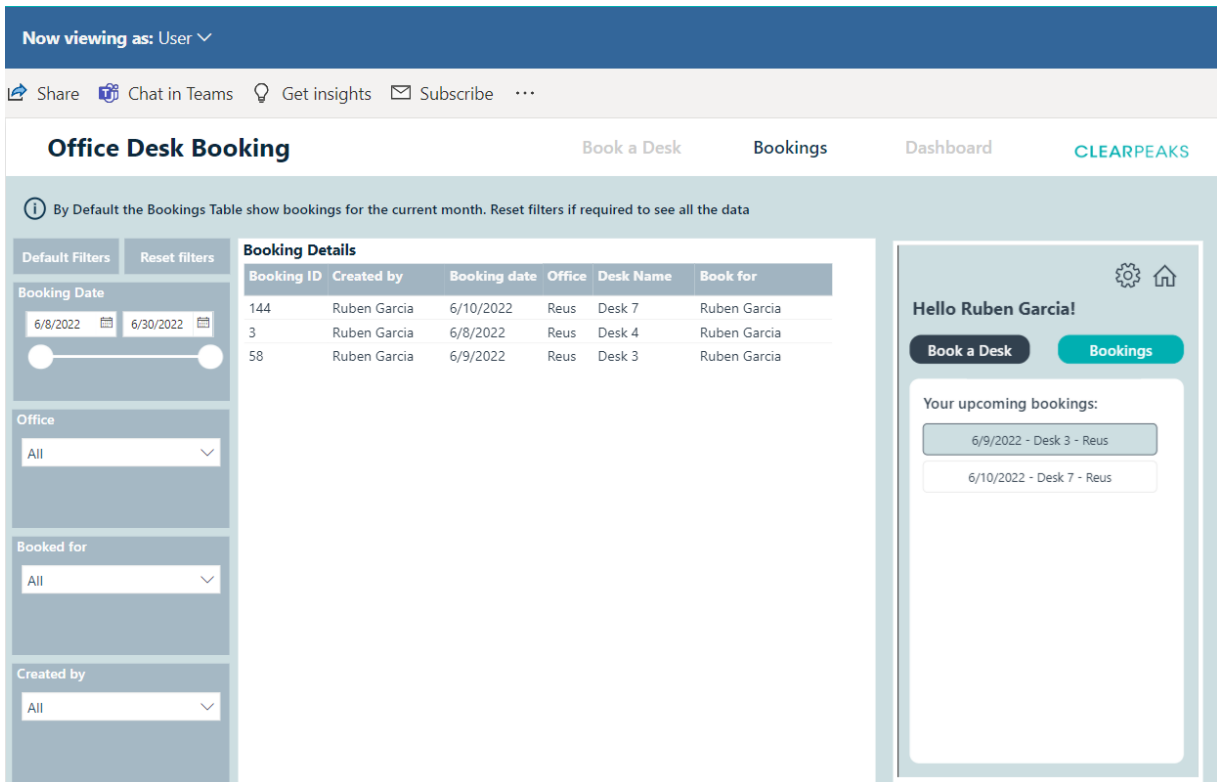 Now viewing as: User
Share Chat in Teams Get insights Subscribe ...
Office Desk Booking Book a Desk Bookings Dashboard CLEARPEAKS
By Default the Bookings Table show bookings for the current month. Reset filters if required to see all the data
Default Filters Reset filters
Booking Date
6/8/2022 6/30/2022
Office
All
Booked for
All
Created by
All
Booking Details
Booking ID Created by Booking date Office Desk Name Book for
144 Ruben Garcia 6/10/2022 Reus Desk 7 Ruben Garcia
3 Ruben Garcia 6/8/2022 Reus Desk 4 Ruben Garcia
58 Ruben Garcia 6/9/2022 Reus Desk 3 Ruben Garcia
Hello Ruben Garcia!
Book a Desk Bookings
Your upcoming bookings:
6/9/2022 - Desk 3 - Reus
6/10/2022 - Desk 7 - Reus